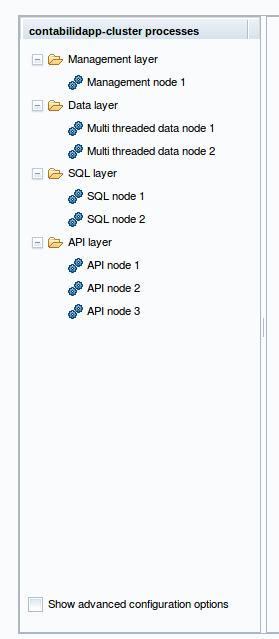 contabilidapp-cluster processes
Management layer
Management node 1
Data layer
Multi threaded data node 1
Multi threaded data node 2
SQL layer
SQL node 1
SQL node 2
API layer
API node 1
API node 2
API node 3
Show advanced configuration options